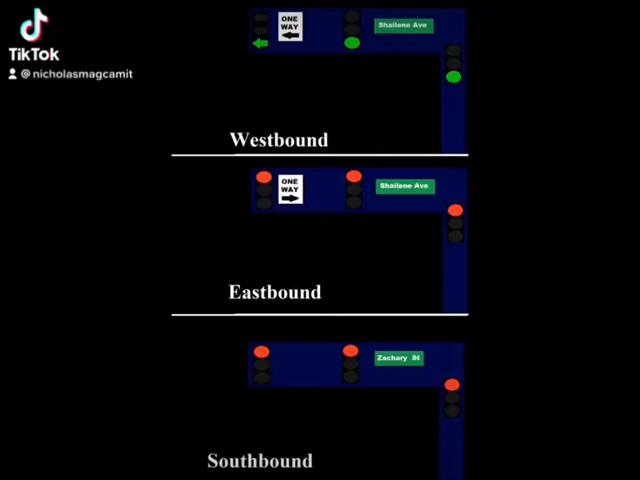 TikTok
@nicholasmagcamit
ONE
WAY
Shailene Ave
Westbound
ONE
WAY
Shailene Ave
Eastbound
Zachary St
Southbound